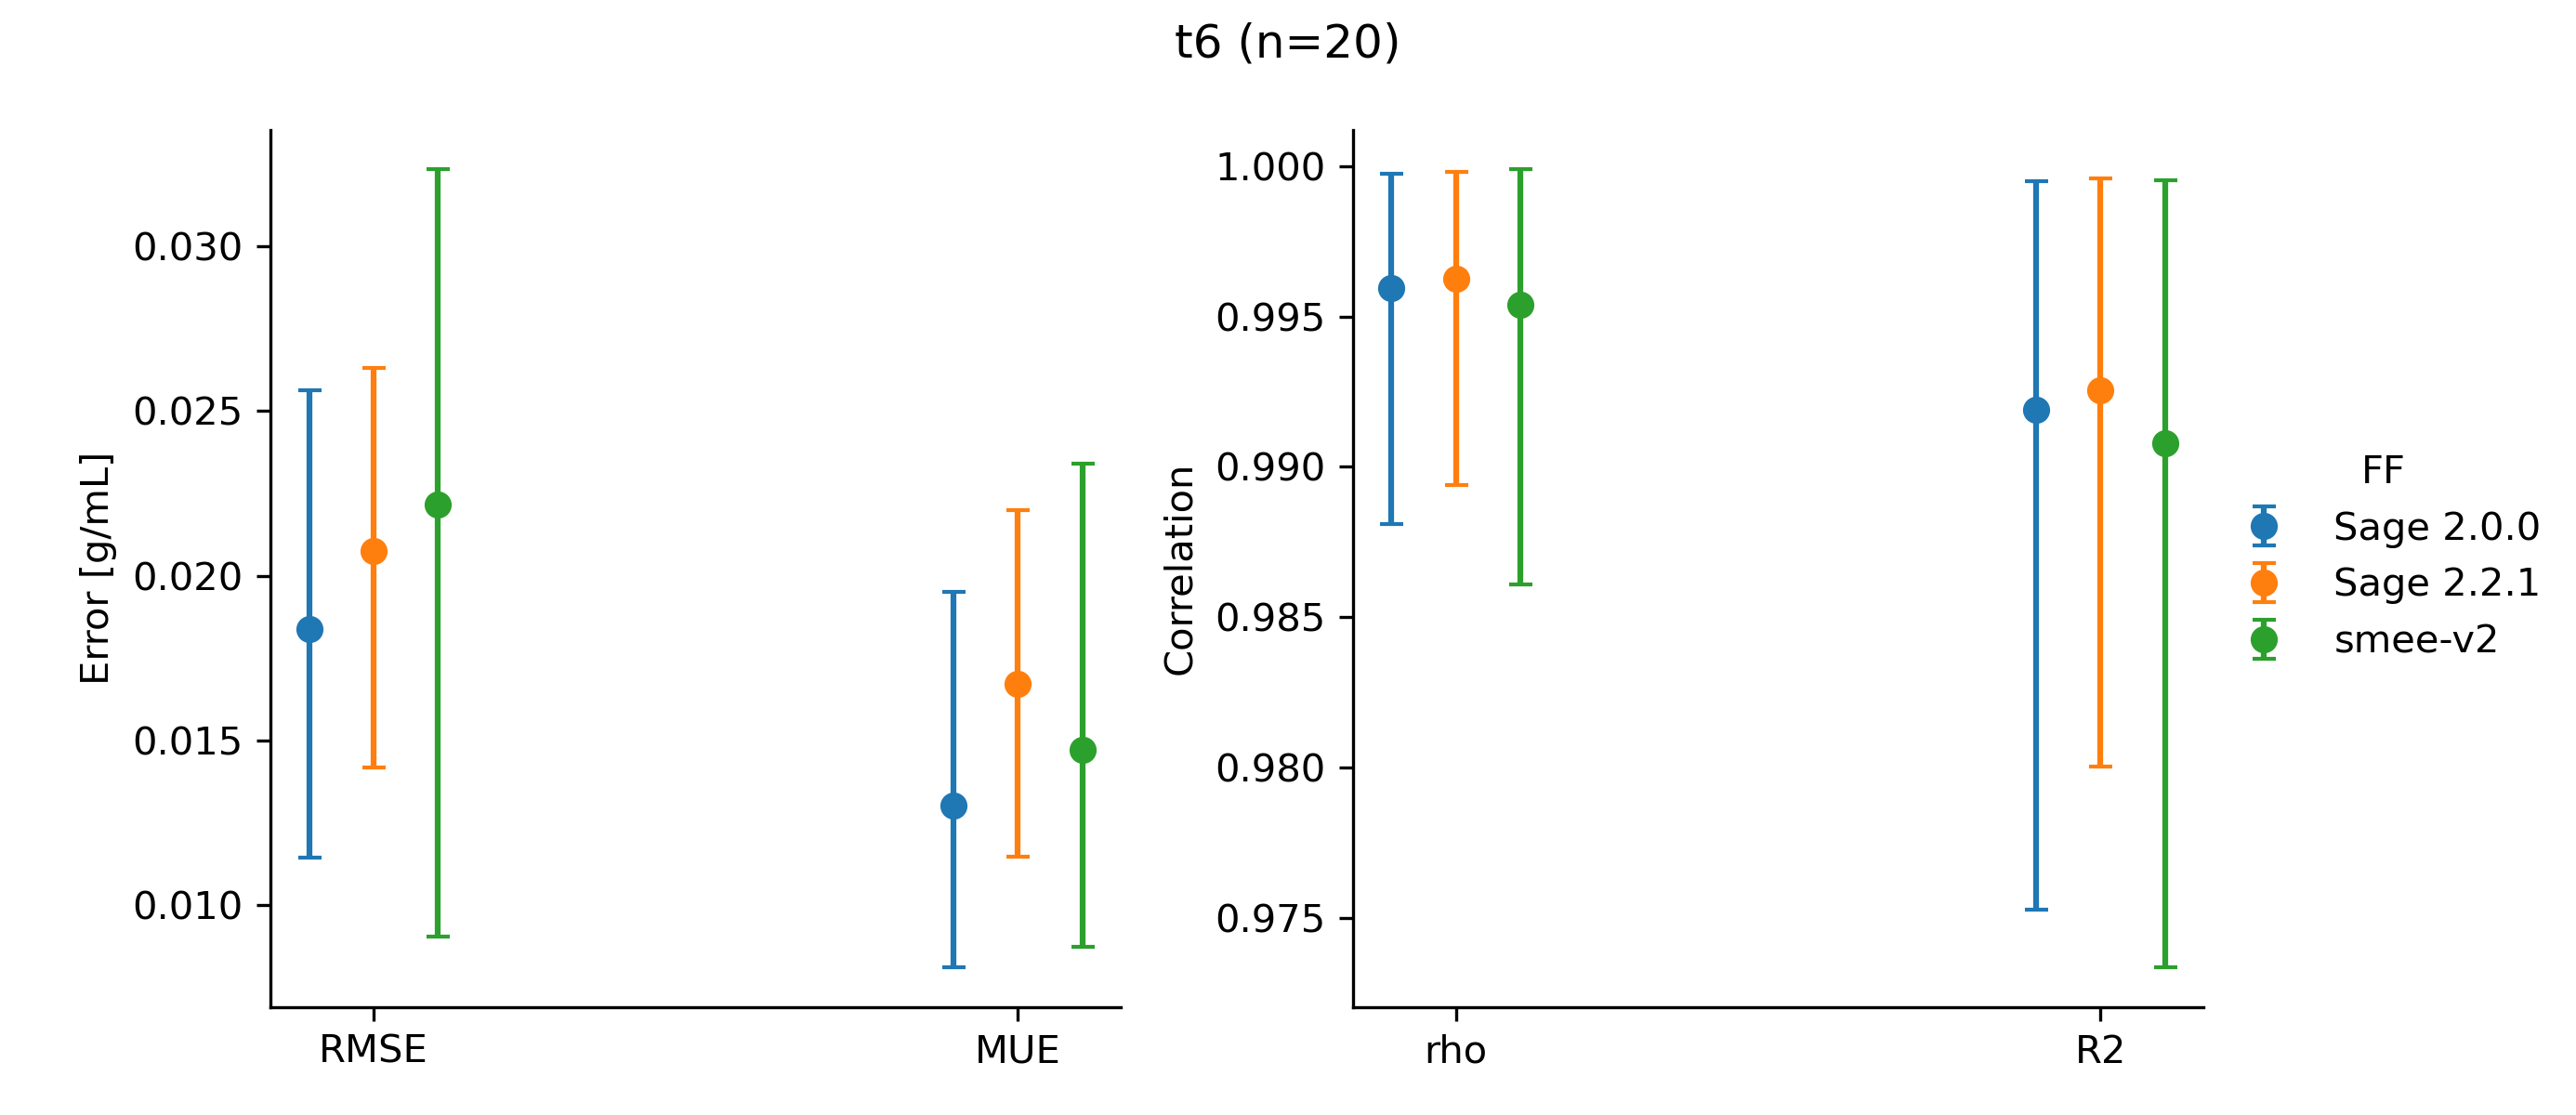 t6 (n=20)
Error [g/mL]
0.030
0.025
0.020
0.015
0.010
RMSE
MUE
Correlation
1.000
0.995
0.990
0.985
0.980
0.975
rho
R2
FF
Sage 2.0.0
Sage 2.2.1
smee-v2